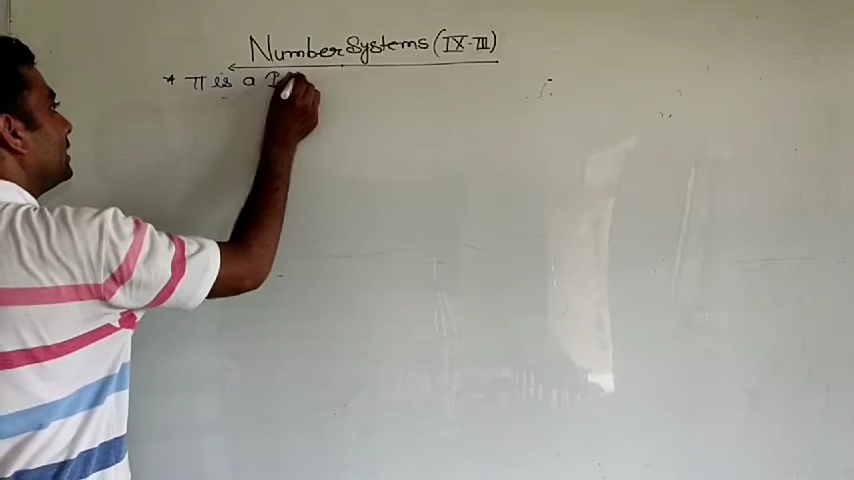 Number Systems (IX-III)
* π is a